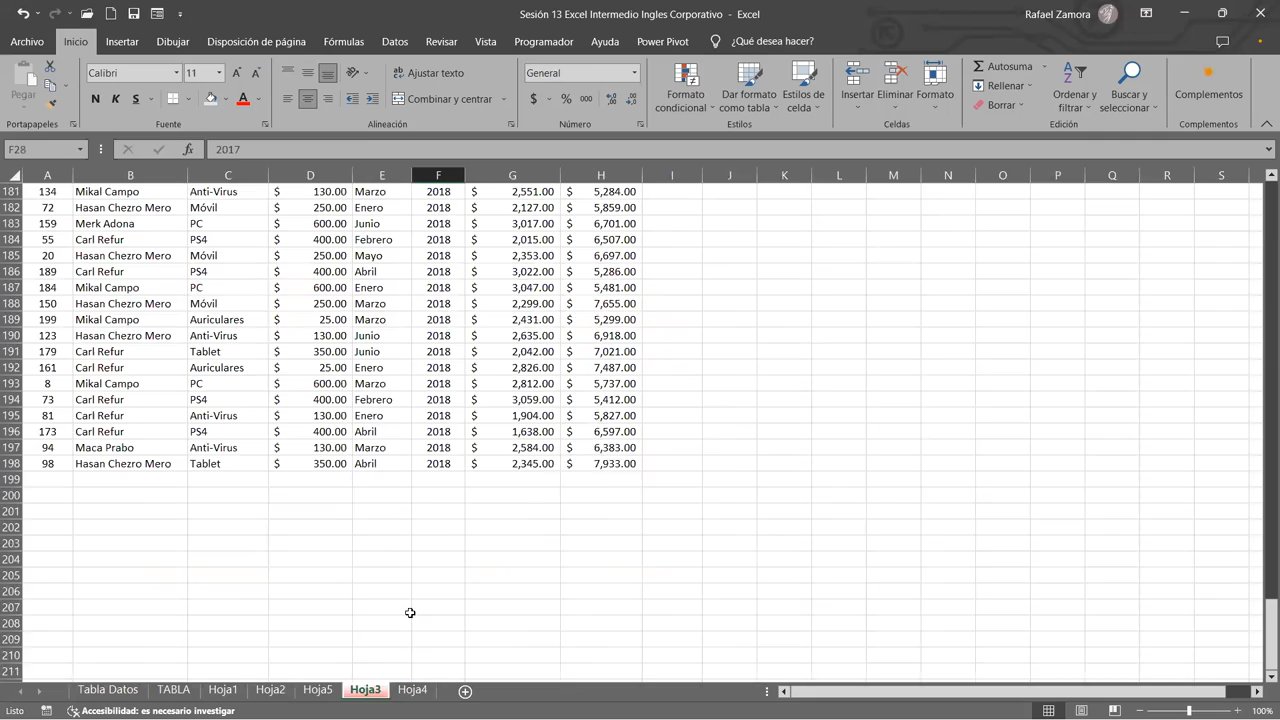 Sesión 13 Excel Intermedio Ingles Corporativo - Excel
Rafael Zamora
Archivo Inicio Insertar Dibujar Disposición de página Fórmulas Datos Revisar Vista Programador Ayuda Power Pivot ¿Qué desea hacer?
Pegar
Calibri 11
N K S
Ajustar texto
Combinar y centrar
General
$ % 000
Formato condicional
Dar formato como tabla
Estilos de celda
Insertar Eliminar Formato
Autosuma
Rellenar
Borrar
Ordenar y filtrar
Buscar y seleccionar
Complementos
Portapapeles Fuente Alineación Número Estilos Celdas Edición Complementos
F28 fx 2017
A B C D E F G H I J K L M N O P Q R S
181 134 Mikal Campo Anti-Virus $ 130.00 Marzo 2018 $ 2,551.00 $ 5,284.00
182 72 Hasan Chezro Mero Móvil $ 250.00 Enero 2018 $ 2,127.00 $ 5,859.00
183 159 Merk Adona PC $ 600.00 Junio 2018 $ 3,017.00 $ 6,701.00
184 55 Carl Refur PS4 $ 400.00 Febrero 2018 $ 2,015.00 $ 6,507.00
185 20 Hasan Chezro Mero Móvil $ 250.00 Mayo 2018 $ 2,353.00 $ 6,697.00
186 189 Carl Refur PS4 $ 400.00 Abril 2018 $ 3,022.00 $ 5,286.00
187 184 Mikal Campo PC $ 600.00 Enero 2018 $ 3,047.00 $ 5,481.00
188 150 Hasan Chezro Mero Móvil $ 250.00 Marzo 2018 $ 2,299.00 $ 7,655.00
189 199 Mikal Campo Auriculares $ 25.00 Marzo 2018 $ 2,431.00 $ 5,299.00
190 123 Hasan Chezro Mero Anti-Virus $ 130.00 Junio 2018 $ 2,635.00 $ 6,918.00
191 179 Carl Refur Tablet $ 350.00 Junio 2018 $ 2,042.00 $ 7,021.00
192 161 Carl Refur Auriculares $ 25.00 Enero 2018 $ 2,826.00 $ 7,487.00
193 8 Mikal Campo PC $ 600.00 Marzo 2018 $ 2,812.00 $ 5,737.00
194 73 Carl Refur PS4 $ 400.00 Febrero 2018 $ 3,059.00 $ 5,412.00
195 81 Carl Refur Anti-Virus $ 130.00 Enero 2018 $ 1,904.00 $ 5,827.00
196 173 Carl Refur PS4 $ 400.00 Abril 2018 $ 1,638.00 $ 6,597.00
197 94 Maca Prabo Anti-Virus $ 130.00 Marzo 2018 $ 2,584.00 $ 6,383.00
198 98 Hasan Chezro Mero Tablet $ 350.00 Abril 2018 $ 2,345.00 $ 7,933.00
199
200
201
202
203
204
205
206
207
208
209
210
211
Tabla Datos TABLA Hoja1 Hoja2 Hoja5 Hoja3 Hoja4
Listo Accesibilidad: es necesario investigar 100%